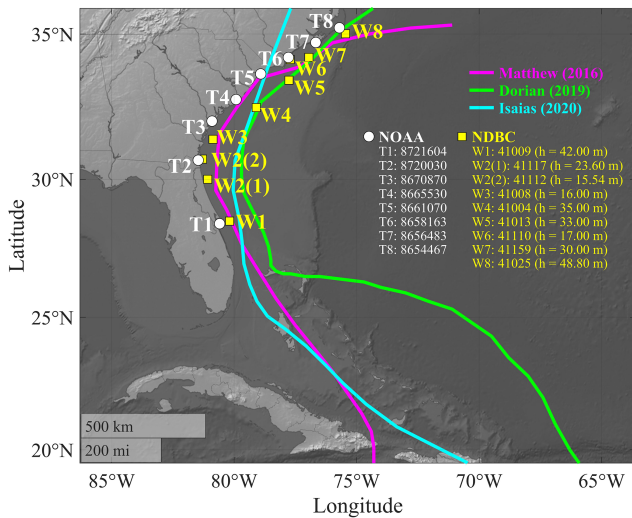 35°N
30°N
25°N
20°N
Latitude
85°W
80°W
75°W
70°W
65°W
Longitude
T8
W8
T7
T6
W7
W6
T5
W5
T4
W4
T3
W3
T2
W2(2)
W2(1)
T1
W1
Matthew (2016)
Dorian (2019)
Isaias (2020)
NOAA
T1: 8721604
T2: 8720030
T3: 8670870
T4: 8665530
T5: 8661070
T6: 8658163
T7: 8656483
T8: 8654467
NDBC
W1: 41009 (h = 42.00 m)
W2(1): 41117 (h = 23.60 m)
W2(2): 41112 (h = 15.54 m)
W3: 41008 (h = 16.00 m)
W4: 41004 (h = 35.00 m)
W5: 41013 (h = 33.00 m)
W6: 41110 (h = 17.00 m)
W7: 41159 (h = 30.00 m)
W8: 41025 (h = 48.80 m)
500 km
200 mi